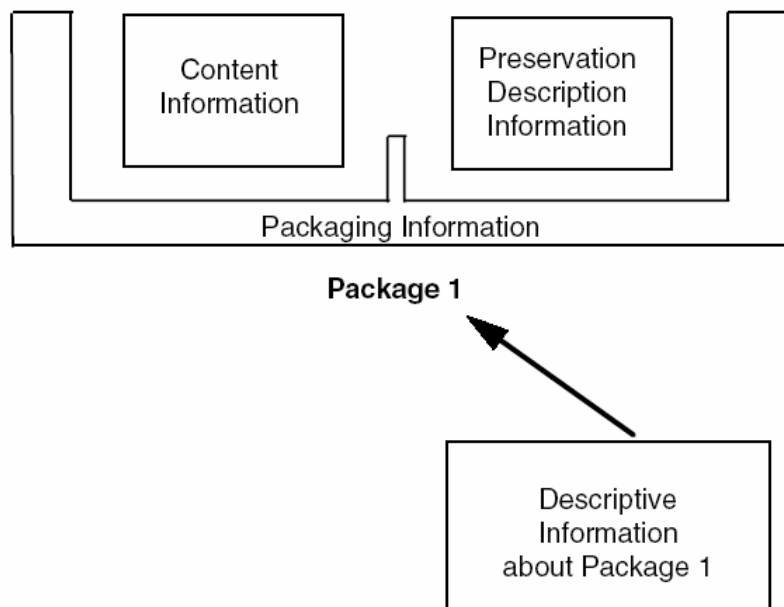 Content
Information
Preservation
Description
Information
Packaging Information
Package 1
Descriptive
Information
about Package 1